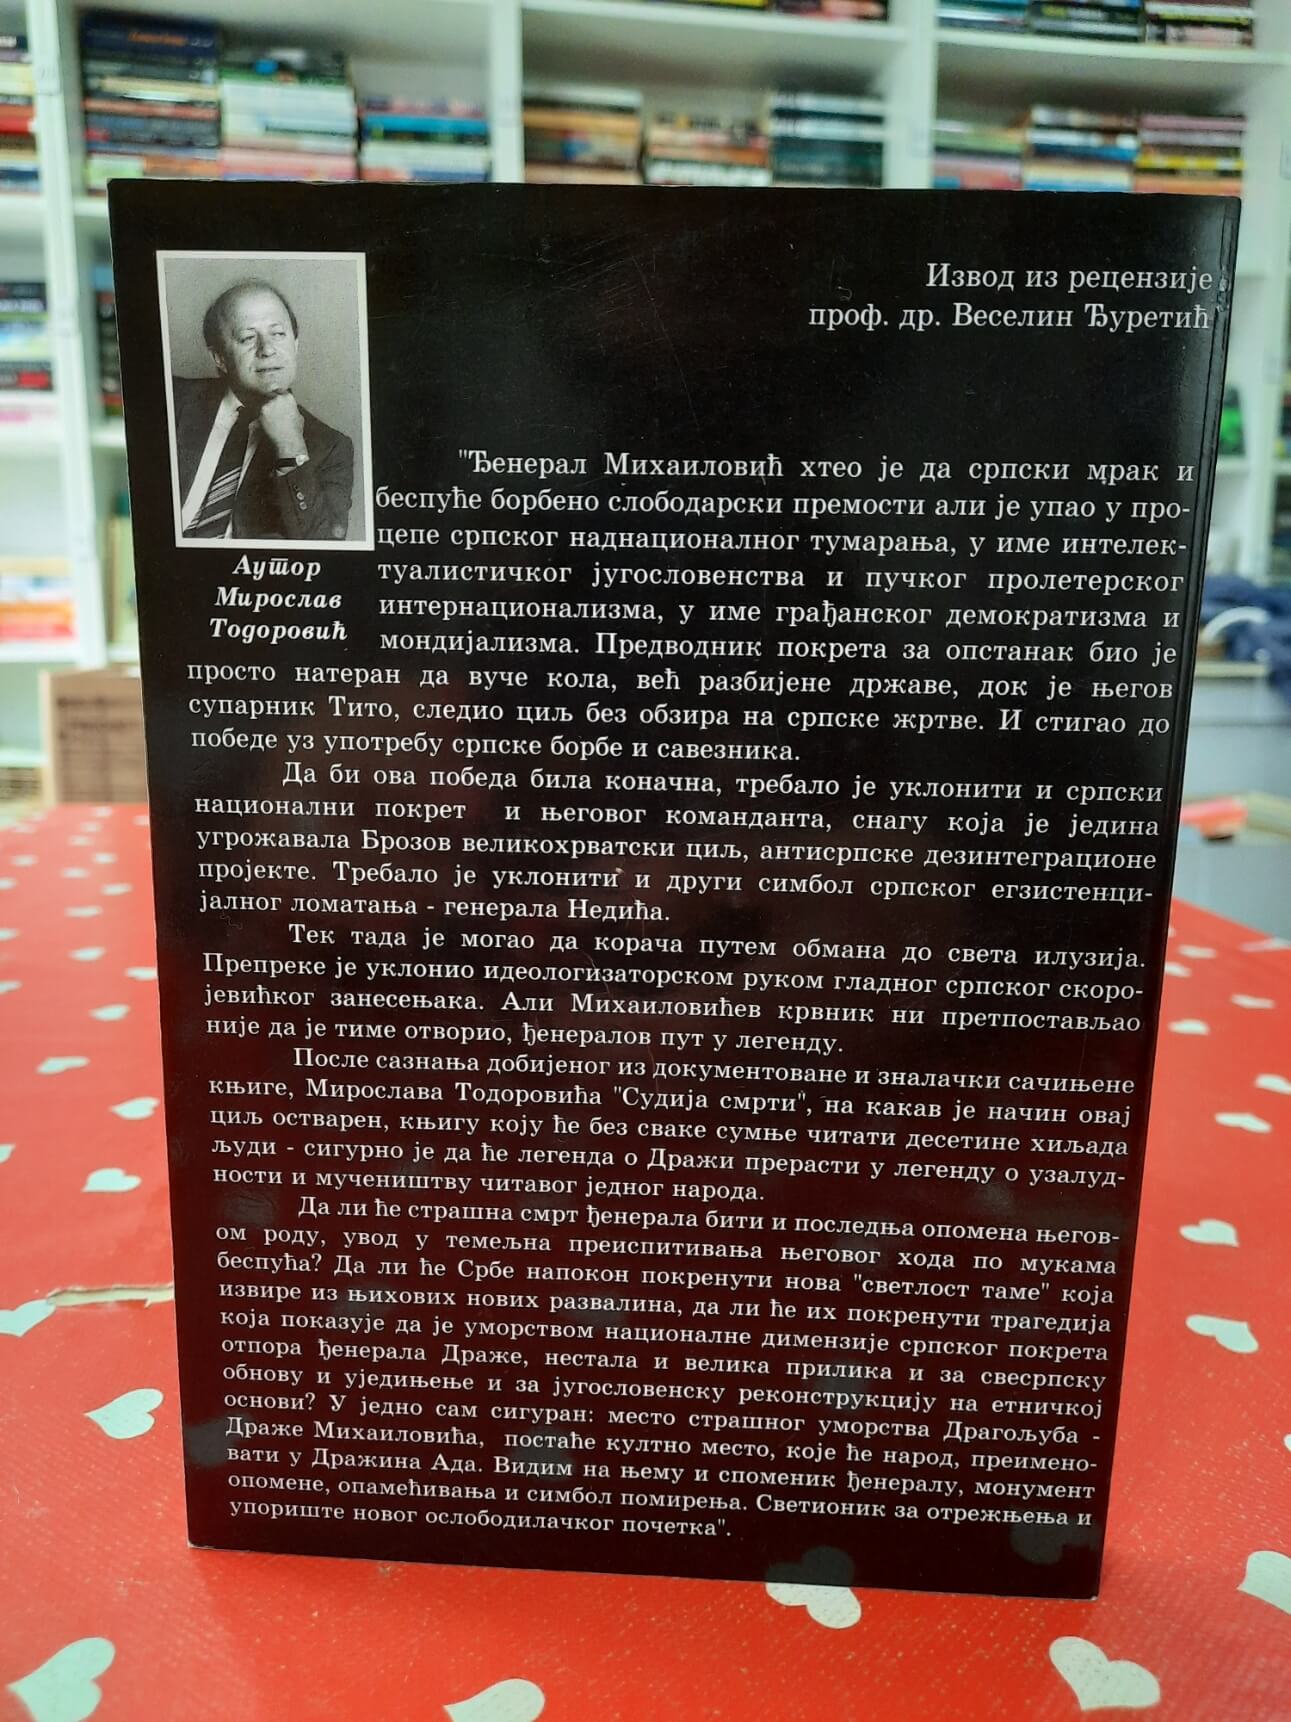 Извод из рецензије
проф. др. Веселин Ђуретић
Аутор
Мирослав
Тодоровић
"Ђенерал Михаиловић хтео је да српски мрак и
беспуће борбено слободарски премости али је упао у про-
цепе српског наднационалног тумарања, у име интелек-
туалистичког југословенства и пучког пролетерског
интернационализма, у име грађанског демократизма и
мондијализма. Предводник покрета за опстанак био је
просто натеран да вуче кола, већ разбијене државе, док је његов
супарник Тито, следио циљ без обзира на српске жртве. И стигао до
победе уз употребу српске борбе и савезника.
Да би ова победа била коначна, требало је уклонити и српски
национални покрет и његовог команданта, снагу која је једина
угрожавала Брозов великохрватски циљ, антисрпске дезинтеграционе
пројекте. Требало је уклонити и други симбол српског егзистенци-
јалног ломатања - генерала Недића.
Тек тада је могао да корача путем обмана до света илузија.
Препреке је уклонио идеологизаторском руком гладног српског скоро-
јевићког занесењака. Али Михаиловићев крвник ни претпостављао
није да је тиме отворио, ђенералов пут у легенду.
После сазнања добијеног из документоване и зналачки сачињене
књиге, Мирослава Тодоровића "Судија смрти", на какав је начин овај
циљ остварен, књигу коју ће без сваке сумње читати десетине хиљада
људи - сигурно је да ће легенда о Дражи прерасти у легенду о узалуд-
ности и мучеништву читавог једног народа.
Да ли ће страшна смрт ђенерала бити и последња опомена његов-
ом роду, увод у темељна преиспитивања његовог хода по мукама
беспућа? Да ли ће Србе напокон покренути нова "светлост таме" која
извире из њихових нових развалина, да ли ће их покренути трагедија
која показује да је уморством националне димензије српског покрета
отпора ђенерала Драже, нестала и велика прилика и за свесрпску
обнову и уједињење и за југословенску реконструкцију на етничкој
основи? У једно сам сигуран: место страшног уморства Драгољуба -
Драже Михаиловића, постаће култно место, које ће народ, преимено-
вати у Дражина Ада. Видим на њему и споменик ђенералу, монумент
опомене, опамећивања и симбол помирења. Светионик за отрежњења и
упориште новог ослободилачког почетка".